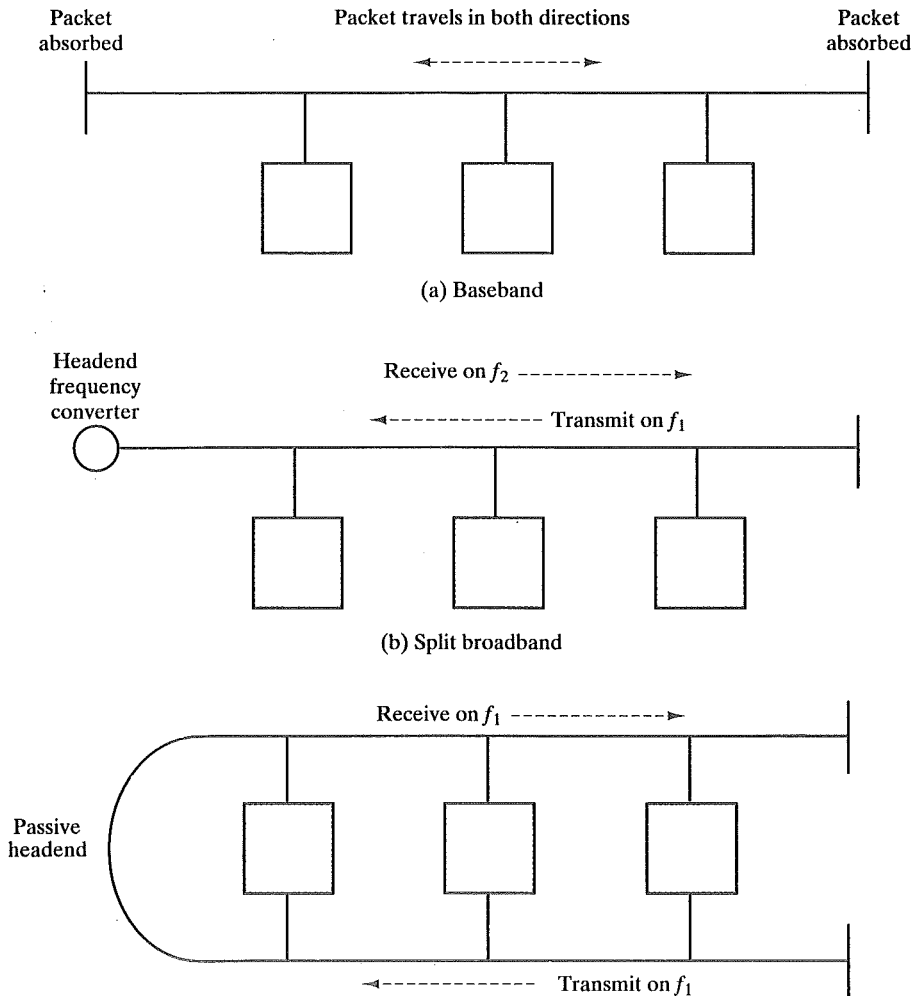 Packet
absorbed
Packet travels in both directions
Packet
absorbed
(a) Baseband
Headend
frequency
converter
Receive on f₂
Transmit on f₁
(b) Split broadband
Receive on f₁
Passive
headend
Transmit on f₁